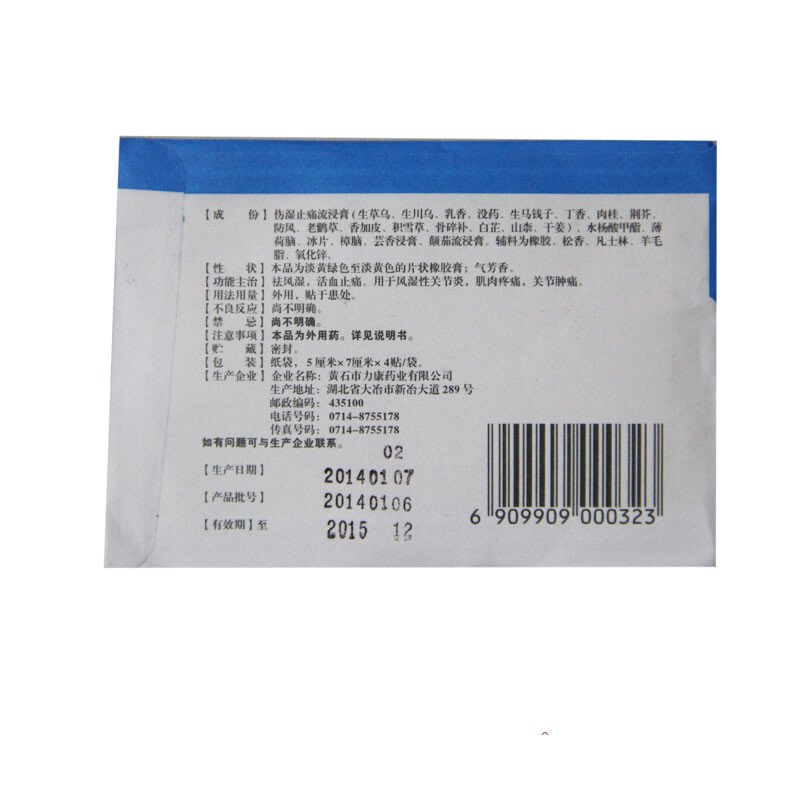 【成　份】伤湿止痛流浸膏(生草乌、生川乌、乳香、没药、生马钱子、丁香、肉桂、荆芥、
防风、老鹳草、香加皮、积雪草、骨碎补、白芷、山柰、干姜)、水杨酸甲酯、薄
荷脑、冰片、樟脑、芸香浸膏、颠茄流浸膏。辅料为橡胶、松香、凡士林、羊毛
脂、氧化锌。
【性　状】本品为淡黄绿色至淡黄色的片状橡胶膏；气芳香。
【功能主治】祛风湿，活血止痛。用于风湿性关节炎，肌肉疼痛，关节肿痛。
【用法用量】外用，贴于患处。
【不良反应】尚不明确。
【禁　忌】尚不明确。
【注意事项】本品为外用药。详见说明书。
【贮　藏】密封。
【包　装】纸袋，5厘米×7厘米×4贴/袋。
【生产企业】企业名称：黄石市力康药业有限公司
生产地址：湖北省大冶市新冶大道289号
邮政编码：435100
电话号码：0714-8755178
传真号码：0714-8755178
如有问题可与生产企业联系。
02
【生产日期】20140107
【产品批号】20140106
【有效期】至 2015 12
6 909909 000323